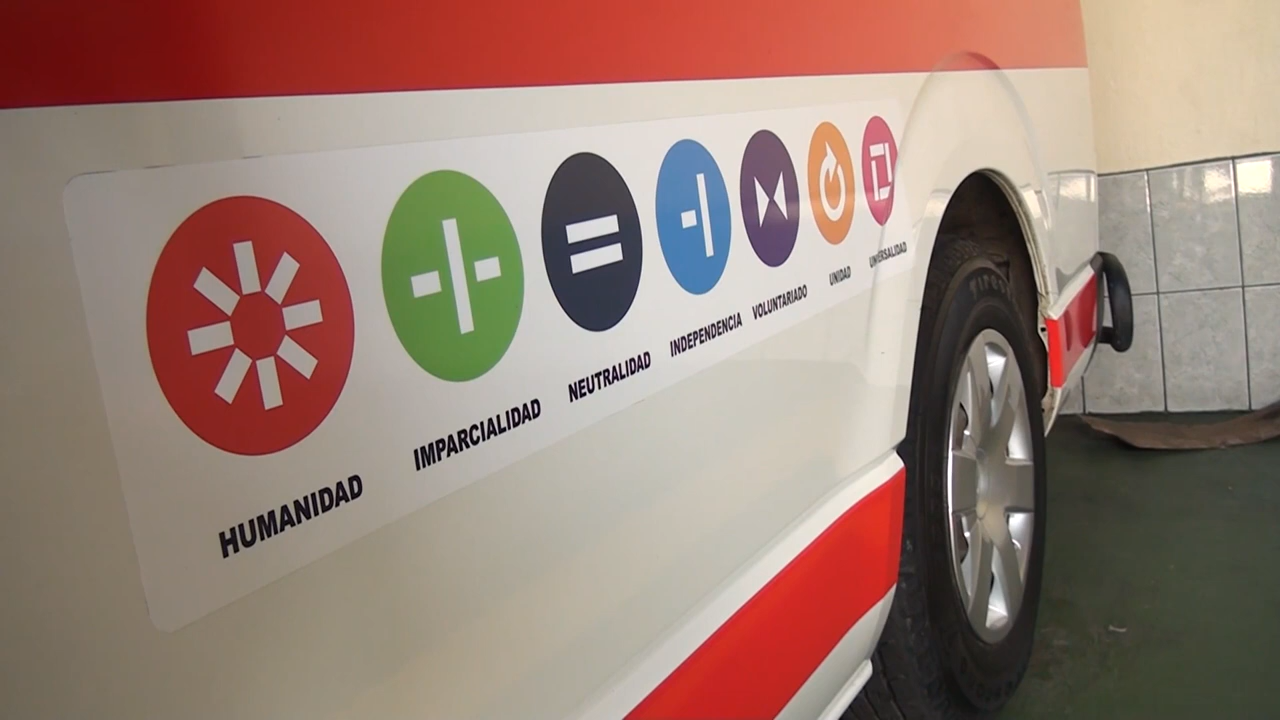 HUMANIDAD
IMPARCIALIDAD
NEUTRALIDAD
INDEPENDENCIA
VOLUNTARIADO
UNIDAD
UNIVERSALIDAD